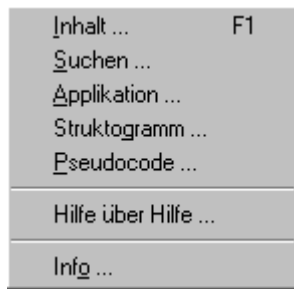 Inhalt ... F1
Suchen ...
Applikation ...
Struktogramm ...
Pseudocode ...
Hilfe über Hilfe ...
Info ...